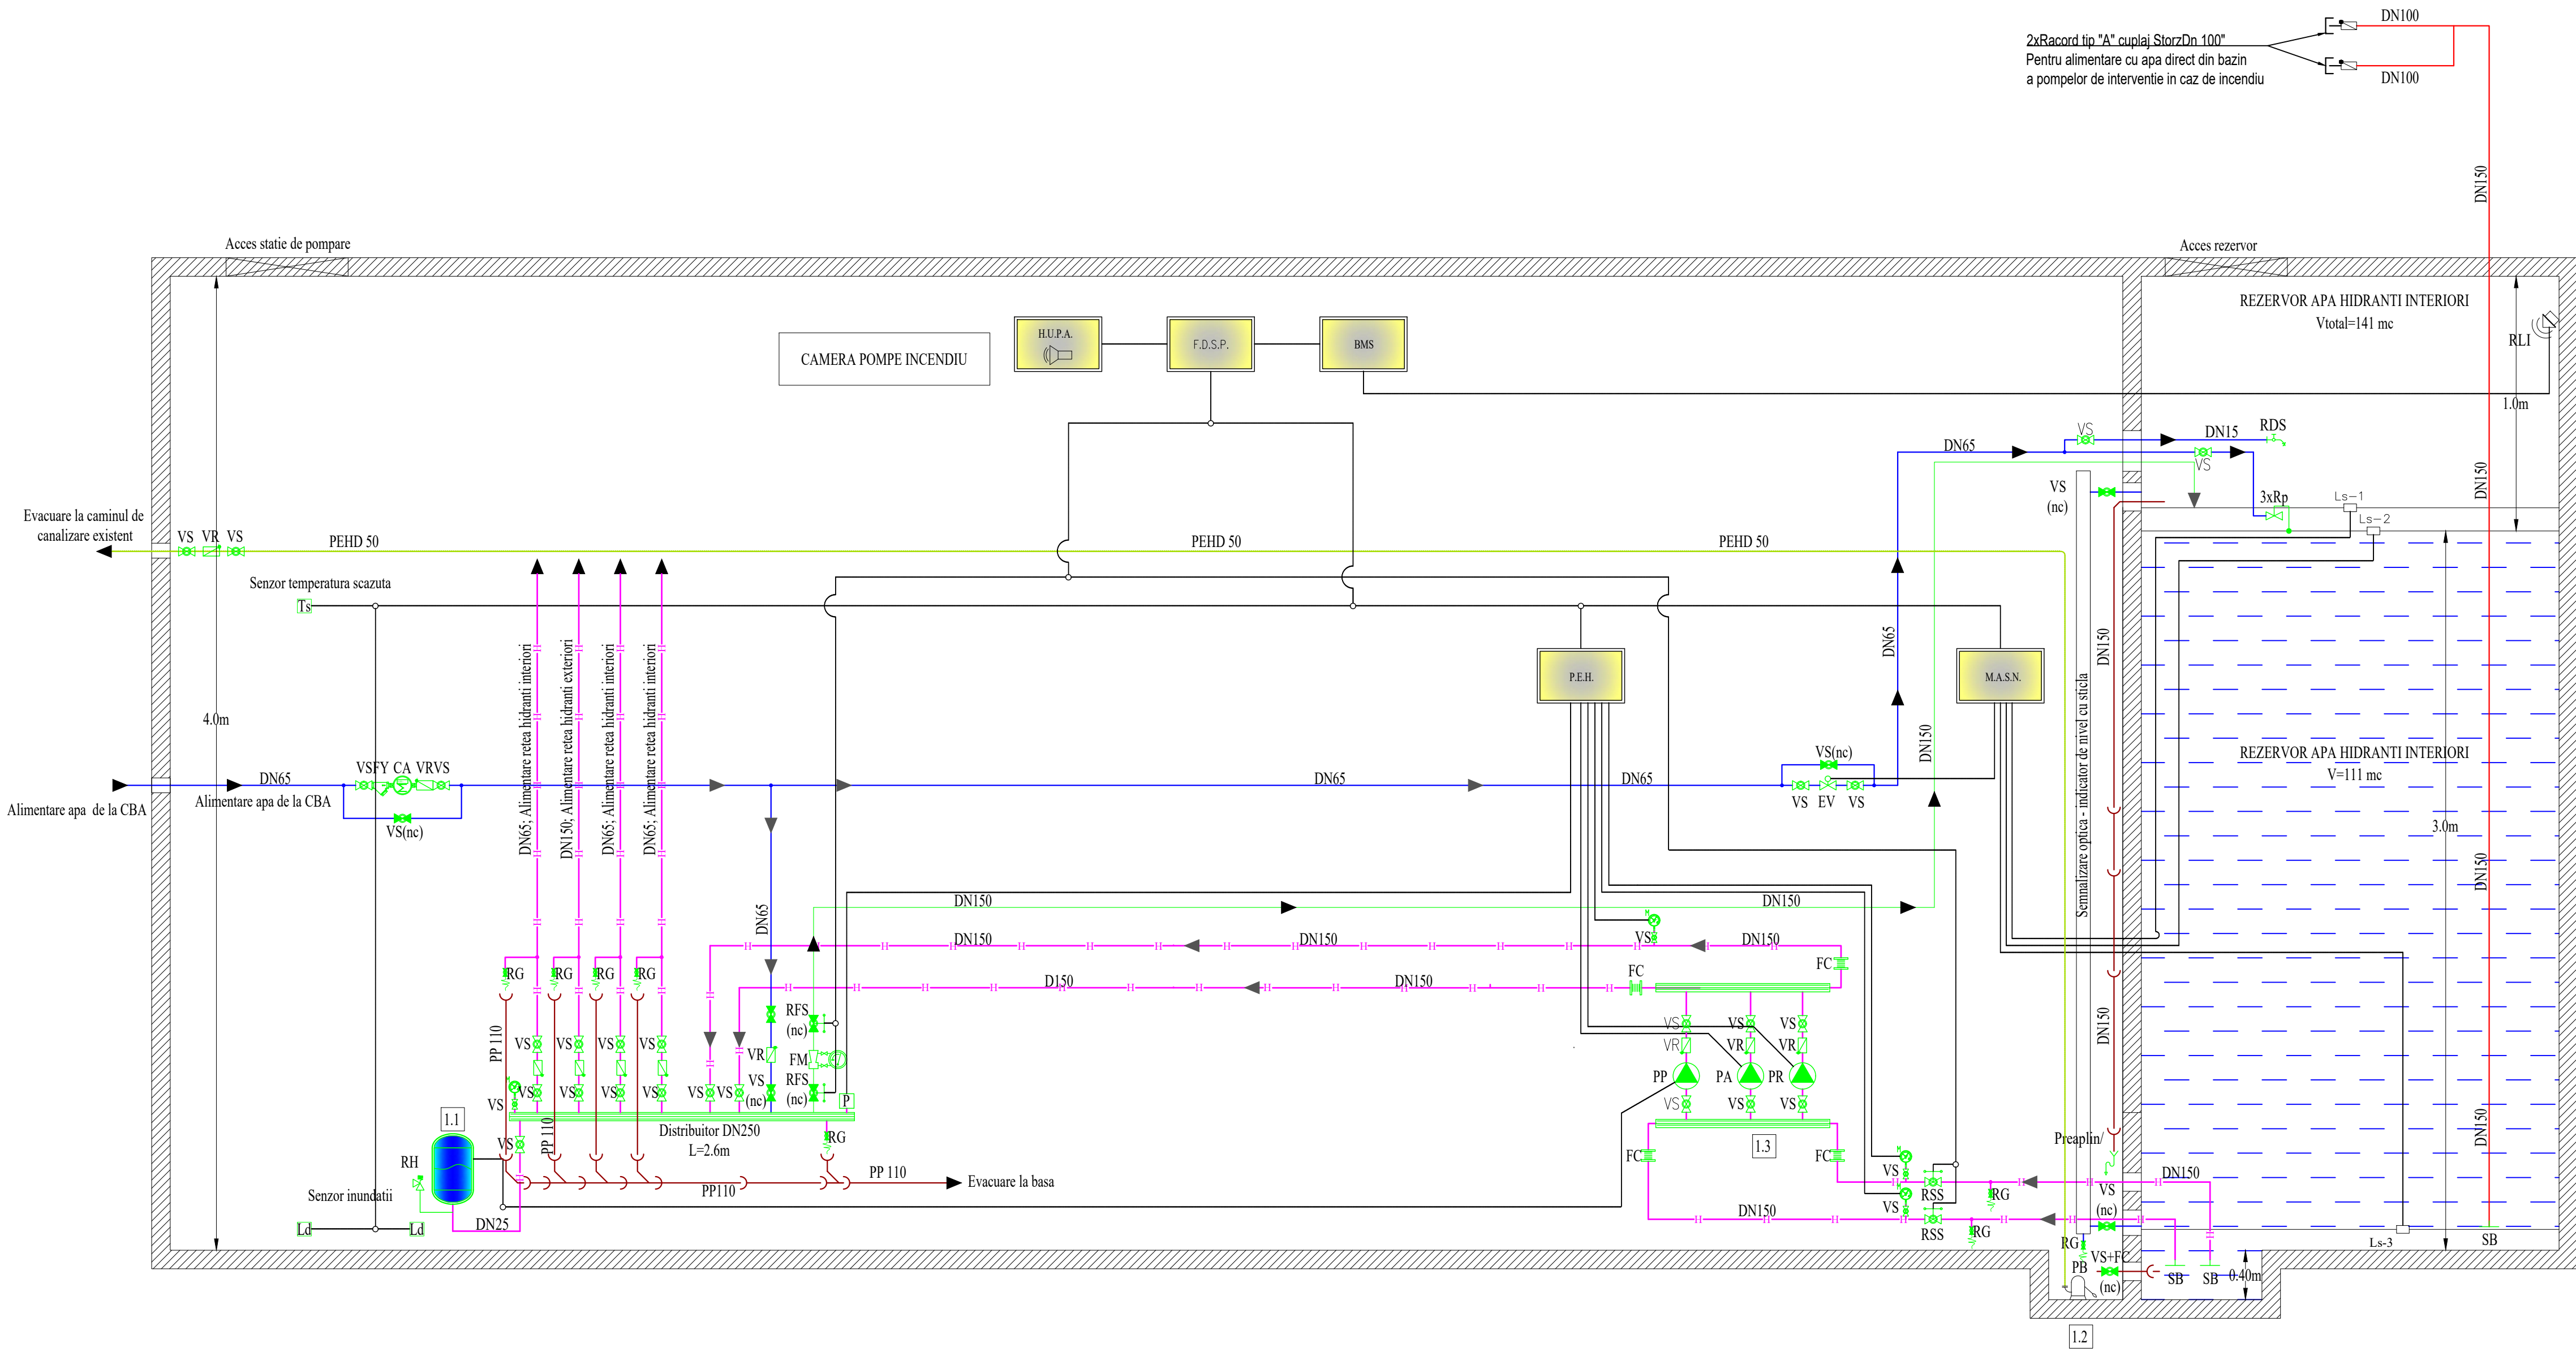 DN100
2xRacord tip "A" cuplaj StorzDn 100"
Pentru alimentare cu apa direct din bazin
a pompelor de interventie in caz de incendiu
DN100
DN150
Acces statie de pompare
Acces rezervor
REZERVOR APA HIDRANTI INTERIORI
Vtotal=141 mc
RLI
H.U.P.A.
F.D.S.P.
BMS
CAMERA POMPE INCENDIU
1.0m
VS
DN15
RDS
DN65
VS
DN150
VS
(nc)
3xRp
Ls-1
Ls-2
Evacuare la caminul de
canalizare existent
VS
VR
VS
PEHD 50
PEHD 50
PEHD 50
Senzor temperatura scazuta
Ts
DN65; Alimentare retea hidranti interiori
DN150; Alimentare retea hidranti exteriori
DN65; Alimentare retea hidranti interiori
DN65; Alimentare retea hidranti interiori
P.E.H.
M.A.S.N.
DN65
DN150
DN150
Semnalizare optica - indicator de nivel cu sticla
4.0m
REZERVOR APA HIDRANTI INTERIORI
V=111 mc
3.0m
DN150
VSFY CA VRVS
DN65
Alimentare apa de la CBA
Alimentare apa de la CBA
VS(nc)
DN65
DN65
VS(nc)
VS
EV
VS
DN65
DN150
DN150
VS
DN150
DN150
DN150
FC
FC
D150
DN150
RG
RG
RG
RG
RFS
(nc)
PP 110
VS
VS
VS
VR
FM
VS
VR
VS
VR
VS
VR
DN150
VS
VS
VS
VS
VS
(nc)
RFS
(nc)
P
PP
PA
PR
VS
VS
VS
VS
1.1
Distribuitor DN250
L=2.6m
RG
PP 110
VS
1.3
Preaplin/
DN150
RH
FC
FC
VS
RSS
RG
DN150
PP110
PP 110
Evacuare la basa
Senzor inundatii
Ld
Ld
DN25
DN150
VS
RSS
RG
VS
(nc)
RG
VS+FC
PB
(nc)
SB
SB
0.40m
Ls-3
SB
1.2